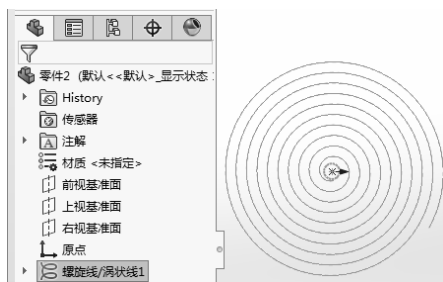 零件2 (默认<<默认>_显示状态
History
传感器
注解
材质 <未指定>
前视基准面
上视基准面
右视基准面
原点
螺旋线/涡状线1